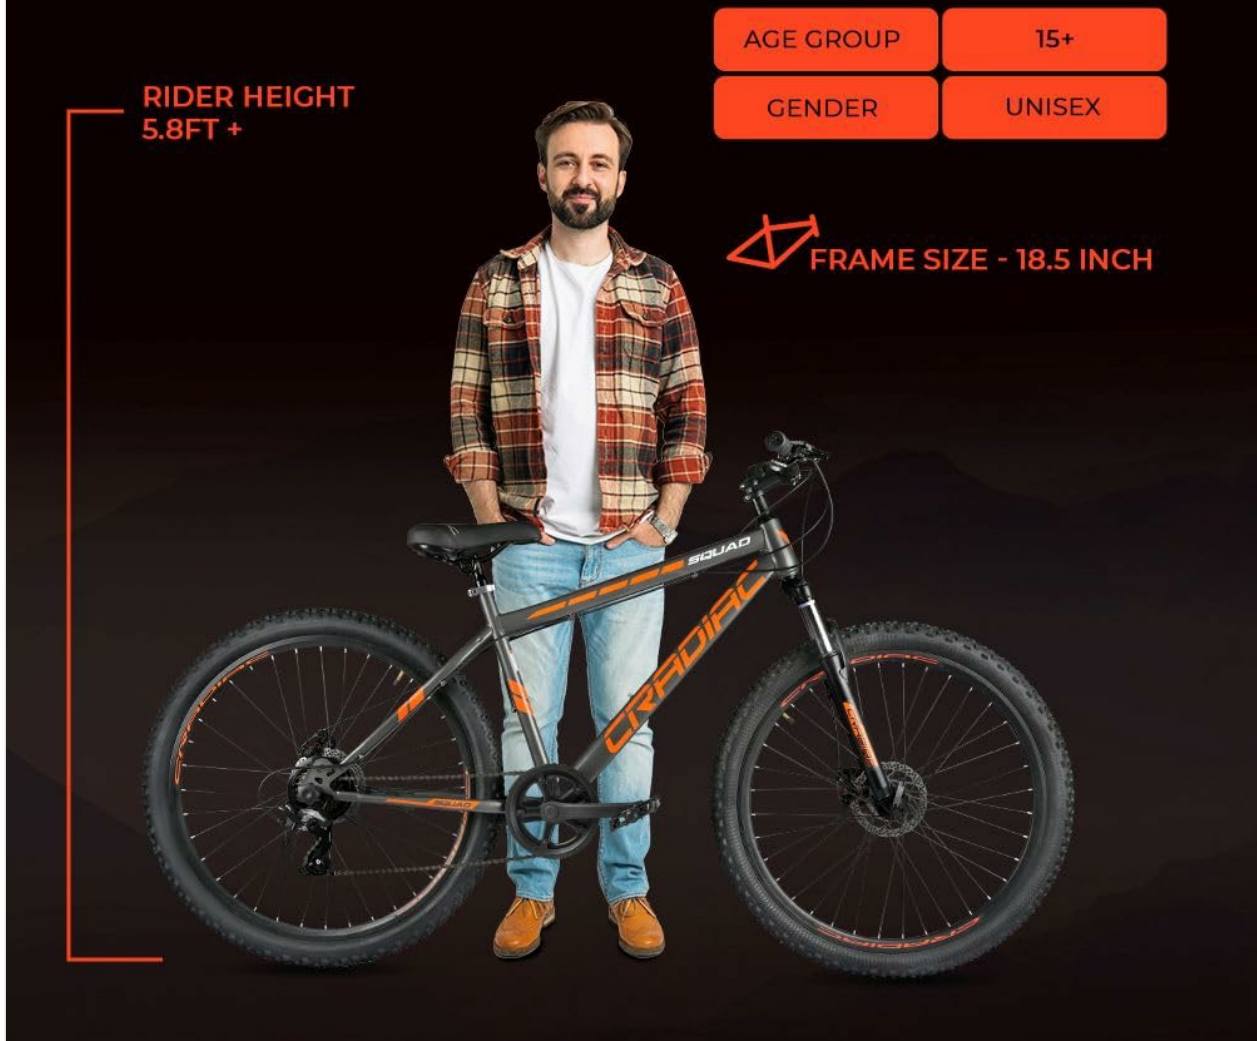 AGE GROUP 15+
GENDER UNISEX
RIDER HEIGHT
5.8FT +
FRAME SIZE - 18.5 INCH
SQUAD
CRADIAC
SQUAD